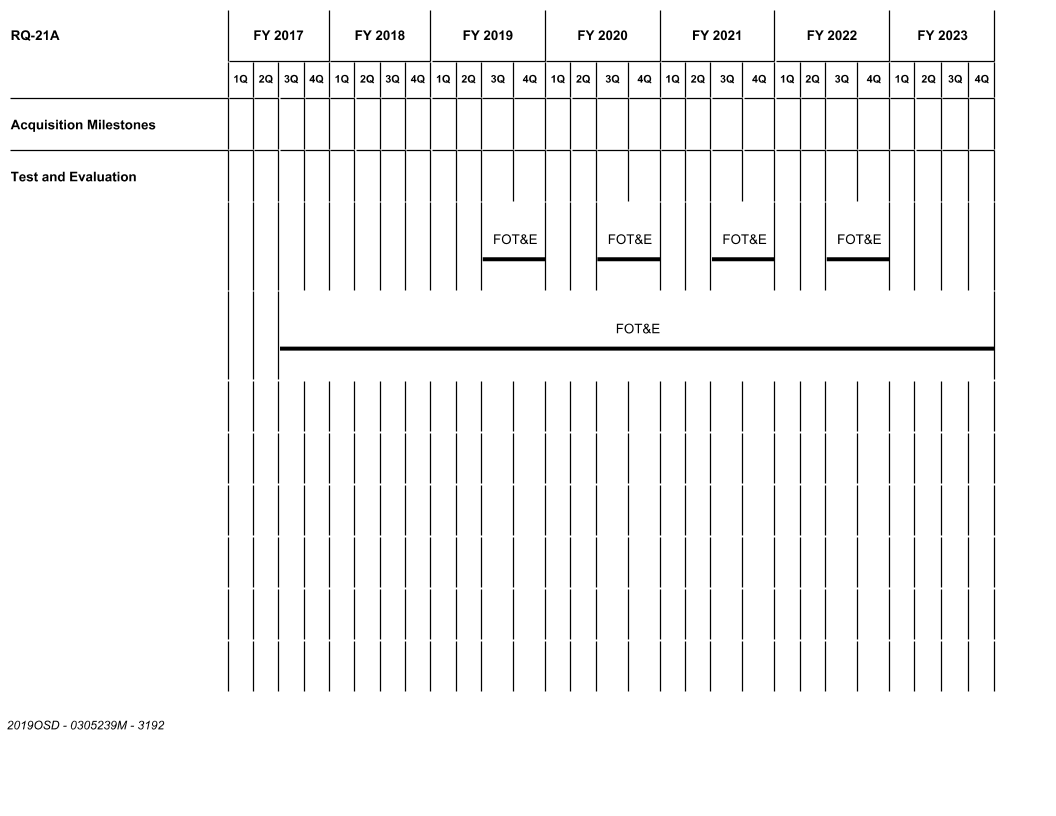 RQ-21A FY 2017 FY 2018 FY 2019 FY 2020 FY 2021 FY 2022 FY 2023
1Q 2Q 3Q 4Q 1Q 2Q 3Q 4Q 1Q 2Q 3Q 4Q 1Q 2Q 3Q 4Q 1Q 2Q 3Q 4Q 1Q 2Q 3Q 4Q 1Q 2Q 3Q 4Q
Acquisition Milestones
Test and Evaluation
FOT&E FOT&E FOT&E FOT&E
FOT&E
2019OSD - 0305239M - 3192